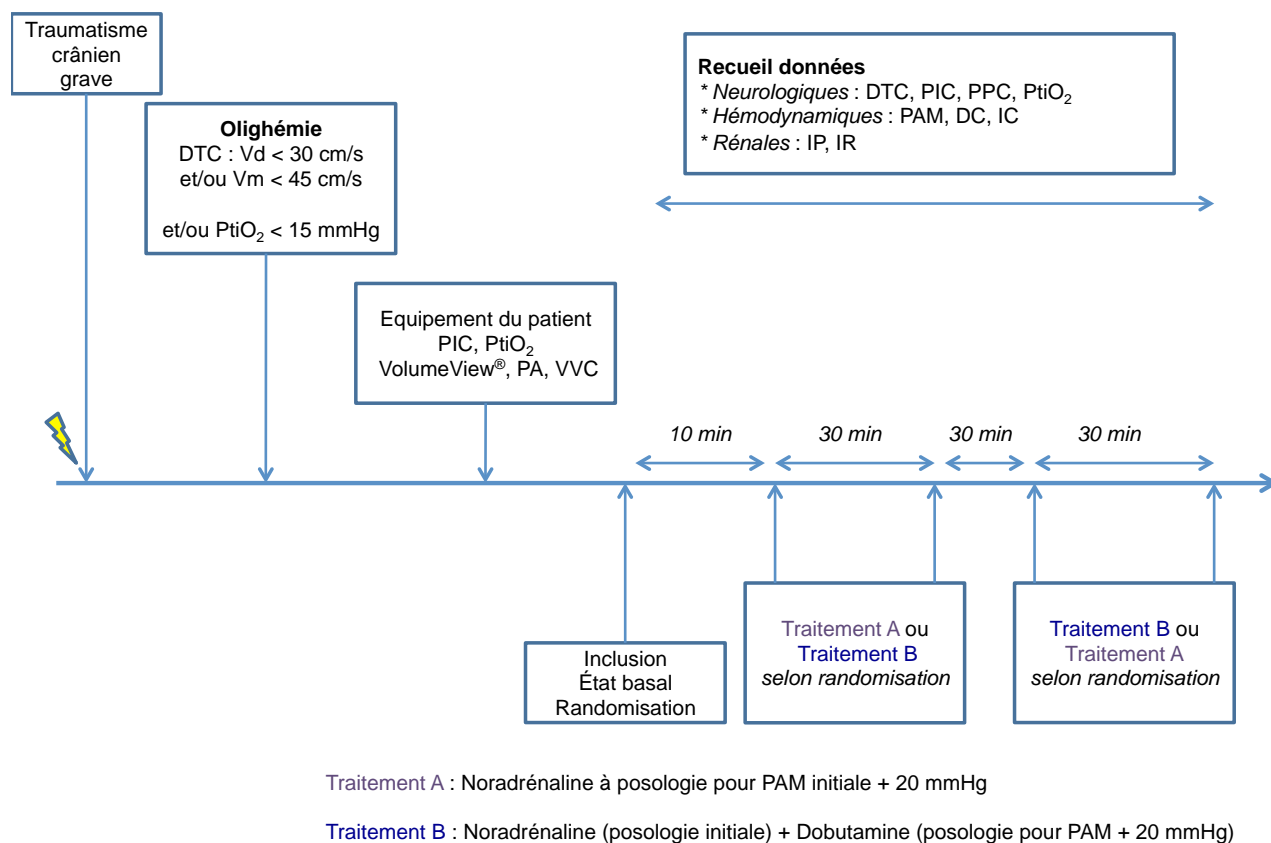 Traumatisme
crânien
grave
Recueil données
* Neurologiques : DTC, PIC, PPC, PtiO₂
* Hémodynamiques : PAM, DC, IC
* Rénales : IP, IR
Olighémie
DTC : Vd < 30 cm/s
et/ou Vm < 45 cm/s
et/ou PtiO₂ < 15 mmHg
Equipement du patient
PIC, PtiO₂
VolumeView®, PA, VVC
10 min
30 min
30 min
30 min
Inclusion
État basal
Randomisation
Traitement A ou
Traitement B
selon randomisation
Traitement B ou
Traitement A
selon randomisation
Traitement A : Noradrénaline à posologie pour PAM initiale + 20 mmHg
Traitement B : Noradrénaline (posologie initiale) + Dobutamine (posologie pour PAM + 20 mmHg)